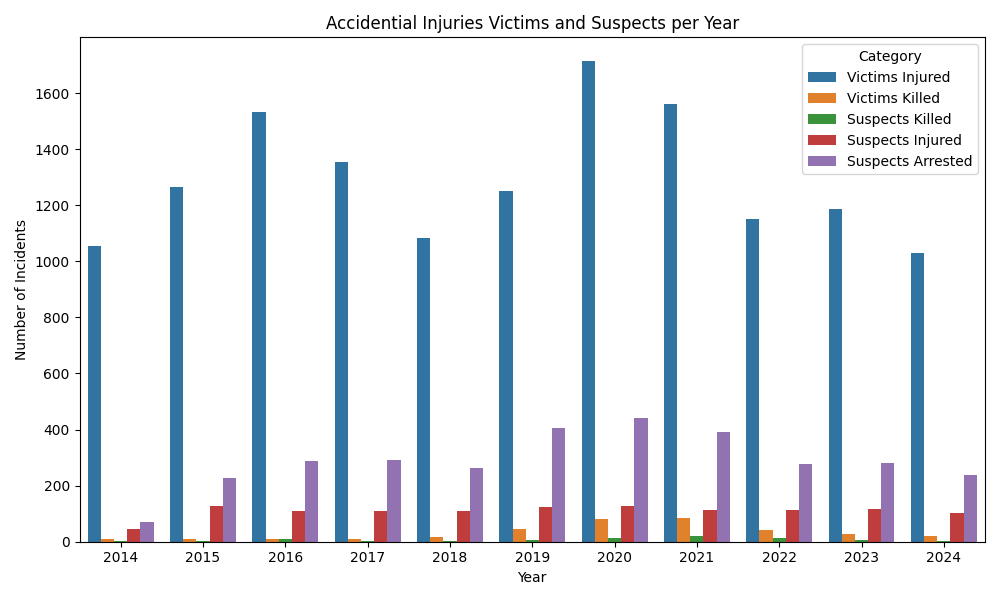 Accidential Injuries Victims and Suspects per Year
Category
Victims Injured
Victims Killed
Suspects Killed
Suspects Injured
Suspects Arrested
Number of Incidents
1600
1400
1200
1000
800
600
400
200
0
2014 2015 2016 2017 2018 2019 2020 2021 2022 2023 2024
Year